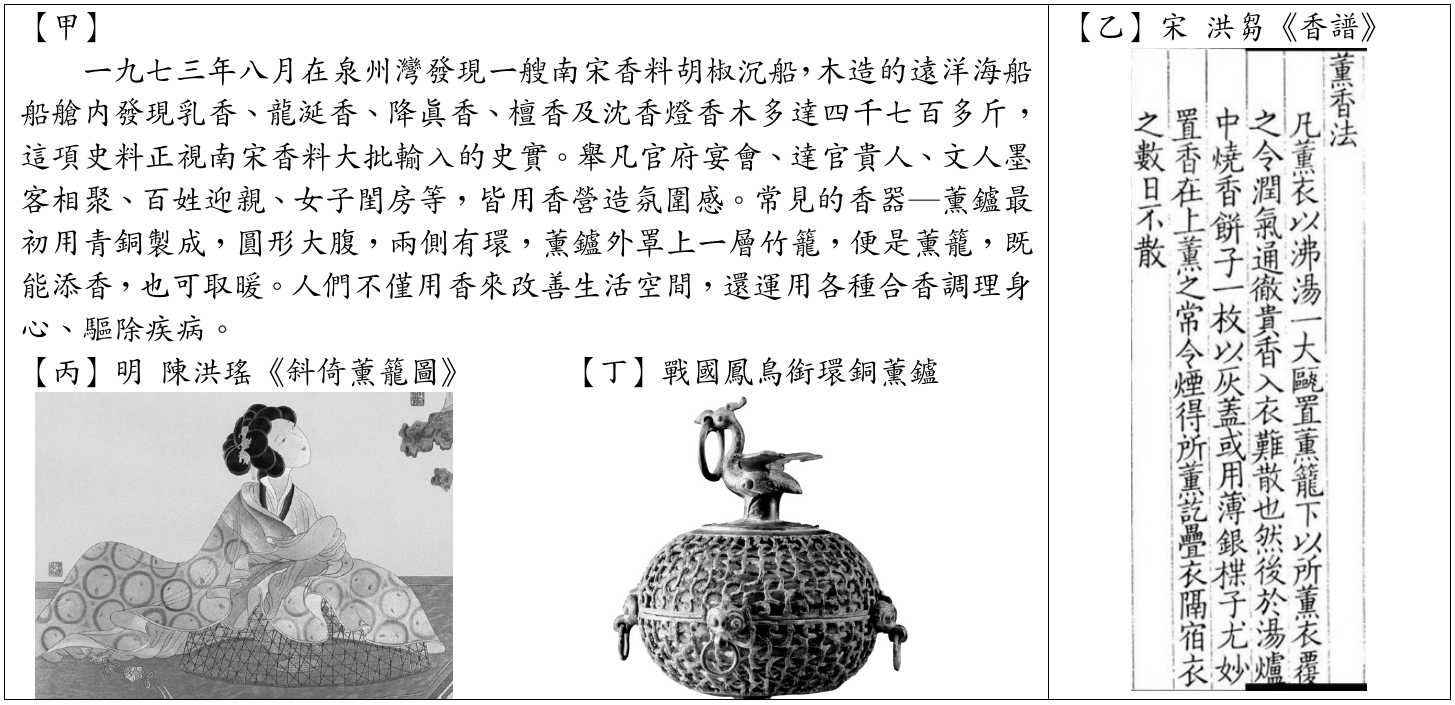 【甲】
一九七三年八月在泉州灣發現一艘南宋香料胡椒沉船，木造的遠洋海船
船艙内發現乳香、龍涎香、降眞香、檀香及沈香燈香木多達四千七百多斤，
這項史料正視南宋香料大批輸入的史實。舉凡官府宴會、達官貴人、文人墨
客相聚、百姓迎親、女子閨房等，皆用香營造氛圍感。常見的香器—薰鑪最
初用青銅製成，圓形大腹，兩側有環，薰鑪外罩上一層竹籠，便是薰籠，既
能添香，也可取暖。人們不僅用香來改善生活空間，還運用各種合香調理身
心、驅除疾病。
【丙】明 陳洪瑤《斜倚薰籠圖》
【丁】戰國鳳鳥銜環銅薰鑪
【乙】宋 洪芻《香譜》
薰香法
凡薰衣以沸湯一大甌置薰籠下以所薰衣覆
之令潤氣通徹貴香入衣難散也然後於湯爐
中燒香餅子一枚以灰蓋或用薄銀楪子尤妙
置香在上薰之常令煙得所薰訖疊衣隔宿衣
之數日不散